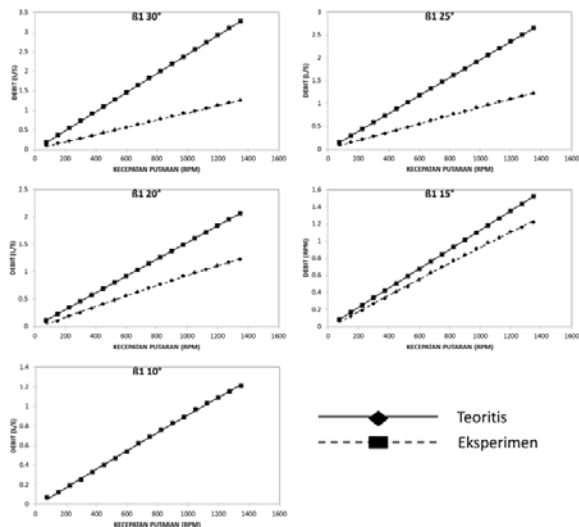 ß1 30°
DEBIT (L/S)
3.5
3
2.5
2
1.5
1
0.5
0
0 200 400 600 800 1000 1200 1400 1600
KECEPATAN PUTARAN (RPM)
ß1 25°
DEBIT (L/S)
3
2.5
2
1.5
1
0.5
0
0 200 400 600 800 1000 1200 1400 1600
KECEPATAN PUTARAN (RPM)
ß1 20°
DEBIT (L/S)
2.5
2
1.5
1
0.5
0
0 200 400 600 800 1000 1200 1400 1600
KECEPATAN PUTARAN (RPM)
ß1 15°
DEBIT (RPM)
1.6
1.4
1.2
1
0.8
0.6
0.4
0.2
0
0 200 400 600 800 1000 1200 1400 1600
KECEPATAN PUTARAN (RPM)
ß1 10°
DEBIT (L/S)
1.4
1.2
1
0.8
0.6
0.4
0.2
0
0 200 400 600 800 1000 1200 1400 1600
KECEPATAN PUTARAN (RPM)
Teoritis
Eksperimen